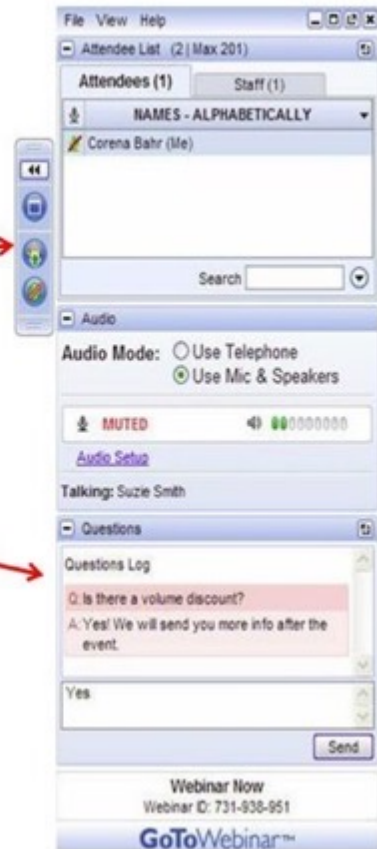 File View Help
Attendee List (2 | Max 201)
Attendees (1) Staff (1)
NAMES - ALPHABETICALLY
Corena Bahr (Me)
Search
Audio
Audio Mode: Use Telephone
Use Mic & Speakers
MUTED
Audio Setup
Talking: Suzie Smith
Questions
Questions Log
Q: Is there a volume discount?
A: Yes! We will send you more info after the
event.
Yes
Send
Webinar Now
Webinar ID: 731-938-951
GoToWebinar™